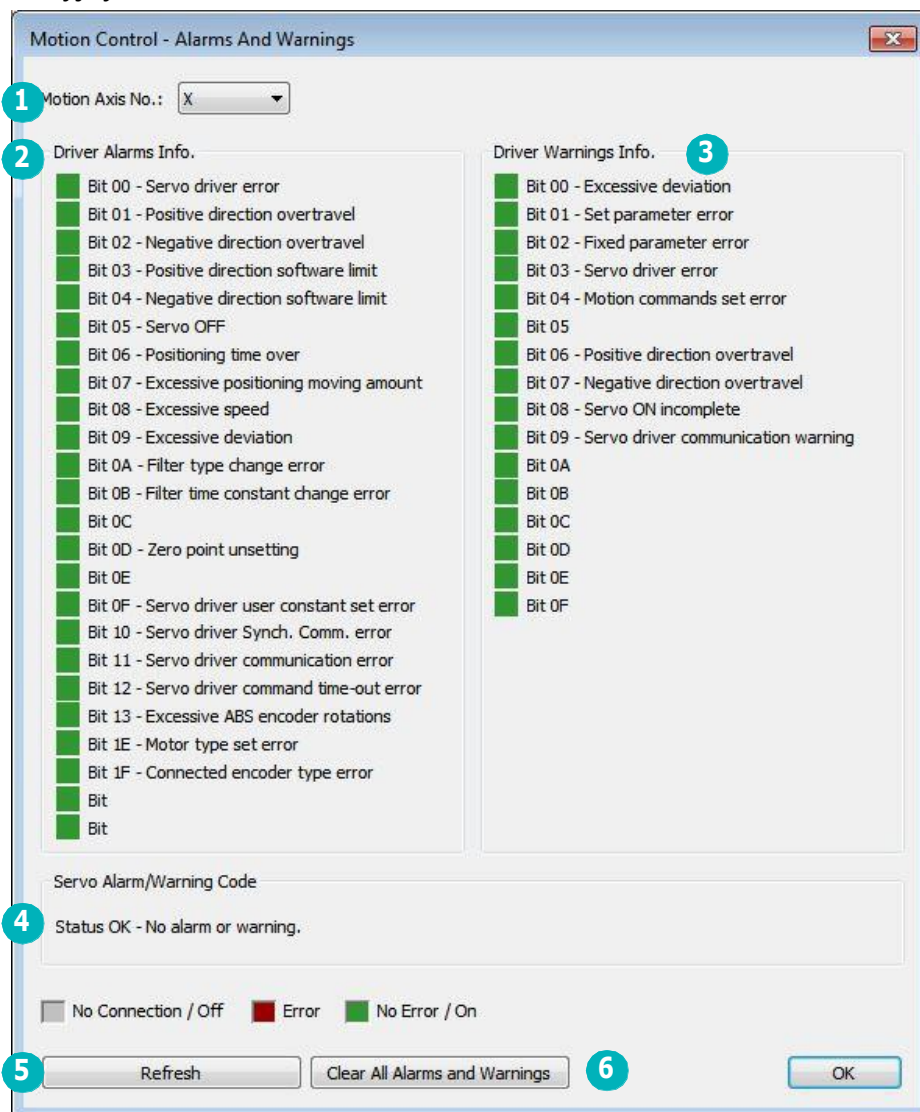 Motion Control - Alarms And Warnings
1 Motion Axis No.: X
2 Driver Alarms Info.
Bit 00 - Servo driver error
Bit 01 - Positive direction overtravel
Bit 02 - Negative direction overtravel
Bit 03 - Positive direction software limit
Bit 04 - Negative direction software limit
Bit 05 - Servo OFF
Bit 06 - Positioning time over
Bit 07 - Excessive positioning moving amount
Bit 08 - Excessive speed
Bit 09 - Excessive deviation
Bit 0A - Filter type change error
Bit 0B - Filter time constant change error
Bit 0C
Bit 0D - Zero point unsetting
Bit 0E
Bit 0F - Servo driver user constant set error
Bit 10 - Servo driver Synch. Comm. error
Bit 11 - Servo driver communication error
Bit 12 - Servo driver command time-out error
Bit 13 - Excessive ABS encoder rotations
Bit 1E - Motor type set error
Bit 1F - Connected encoder type error
Bit
Bit
Driver Warnings Info. 3
Bit 00 - Excessive deviation
Bit 01 - Set parameter error
Bit 02 - Fixed parameter error
Bit 03 - Servo driver error
Bit 04 - Motion commands set error
Bit 05
Bit 06 - Positive direction overtravel
Bit 07 - Negative direction overtravel
Bit 08 - Servo ON incomplete
Bit 09 - Servo driver communication warning
Bit 0A
Bit 0B
Bit 0C
Bit 0D
Bit 0E
Bit 0F
Servo Alarm/Warning Code
4 Status OK - No alarm or warning.
No Connection / Off Error No Error / On
5 Refresh Clear All Alarms and Warnings 6 OK